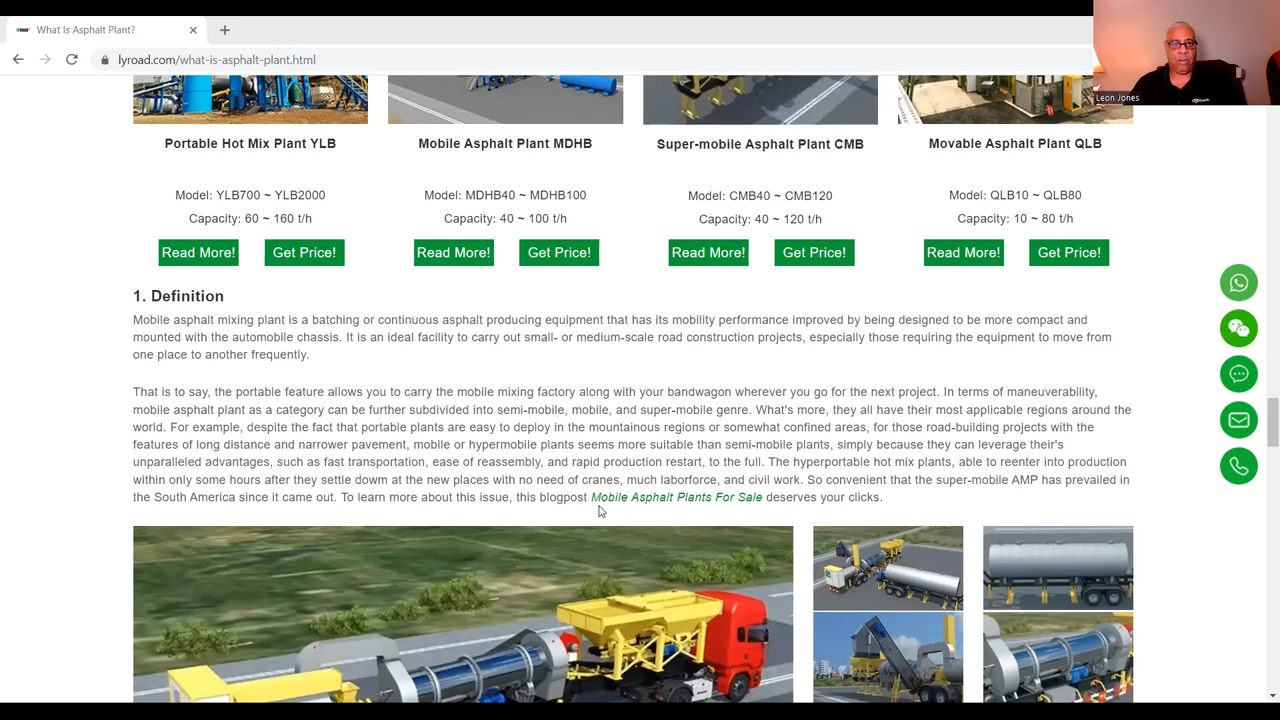 What Is Asphalt Plant?
lyroad.com/what-is-asphalt-plant.html
Leon Jones
Portable Hot Mix Plant YLB
Mobile Asphalt Plant MDHB
Super-mobile Asphalt Plant CMB
Movable Asphalt Plant QLB
Model: YLB700 ~ YLB2000
Model: MDHB40 ~ MDHB100
Model: CMB40 ~ CMB120
Model: QLB10 ~ QLB80
Capacity: 60 ~ 160 t/h
Capacity: 40 ~ 100 t/h
Capacity: 40 ~ 120 t/h
Capacity: 10 ~ 80 t/h
Read More!
Get Price!
Read More!
Get Price!
Read More!
Get Price!
Read More!
Get Price!
1. Definition
Mobile asphalt mixing plant is a batching or continuous asphalt producing equipment that has its mobility performance improved by being designed to be more compact and
mounted with the automobile chassis. It is an ideal facility to carry out small- or medium-scale road construction projects, especially those requiring the equipment to move from
one place to another frequently.
That is to say, the portable feature allows you to carry the mobile mixing factory along with your bandwagon wherever you go for the next project. In terms of maneuverability,
mobile asphalt plant as a category can be further subdivided into semi-mobile, mobile, and super-mobile genre. What's more, they all have their most applicable regions around the
world. For example, despite the fact that portable plants are easy to deploy in the mountainous regions or somewhat confined areas, for those road-building projects with the
features of long distance and narrower pavement, mobile or hypermobile plants seems more suitable than semi-mobile plants, simply because they can leverage their's
unparalleled advantages, such as fast transportation, ease of reassembly, and rapid production restart, to the full. The hyperportable hot mix plants, able to reenter into production
within only some hours after they settle dowm at the new places with no need of cranes, much laborforce, and civil work. So convenient that the super-mobile AMP has prevailed in
the South America since it came out. To learn more about this issue, this blogpost Mobile Asphalt Plants For Sale deserves your clicks.